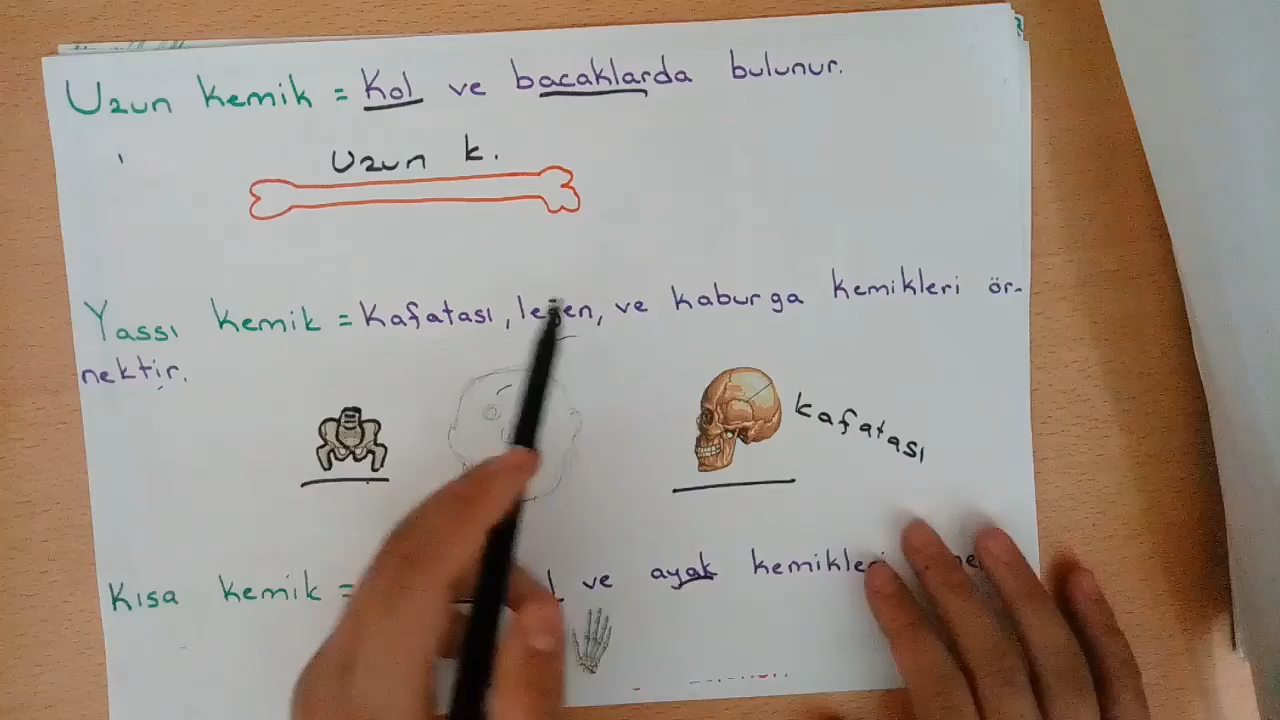 Uzun kemik = Kol ve bacaklarda bulunur.
Uzun k.
Yassı kemik = Kafatası, leğen, ve kaburga kemikleri ör-
nektir.
kafatası
Kısa kemik = ve ayak kemikleri